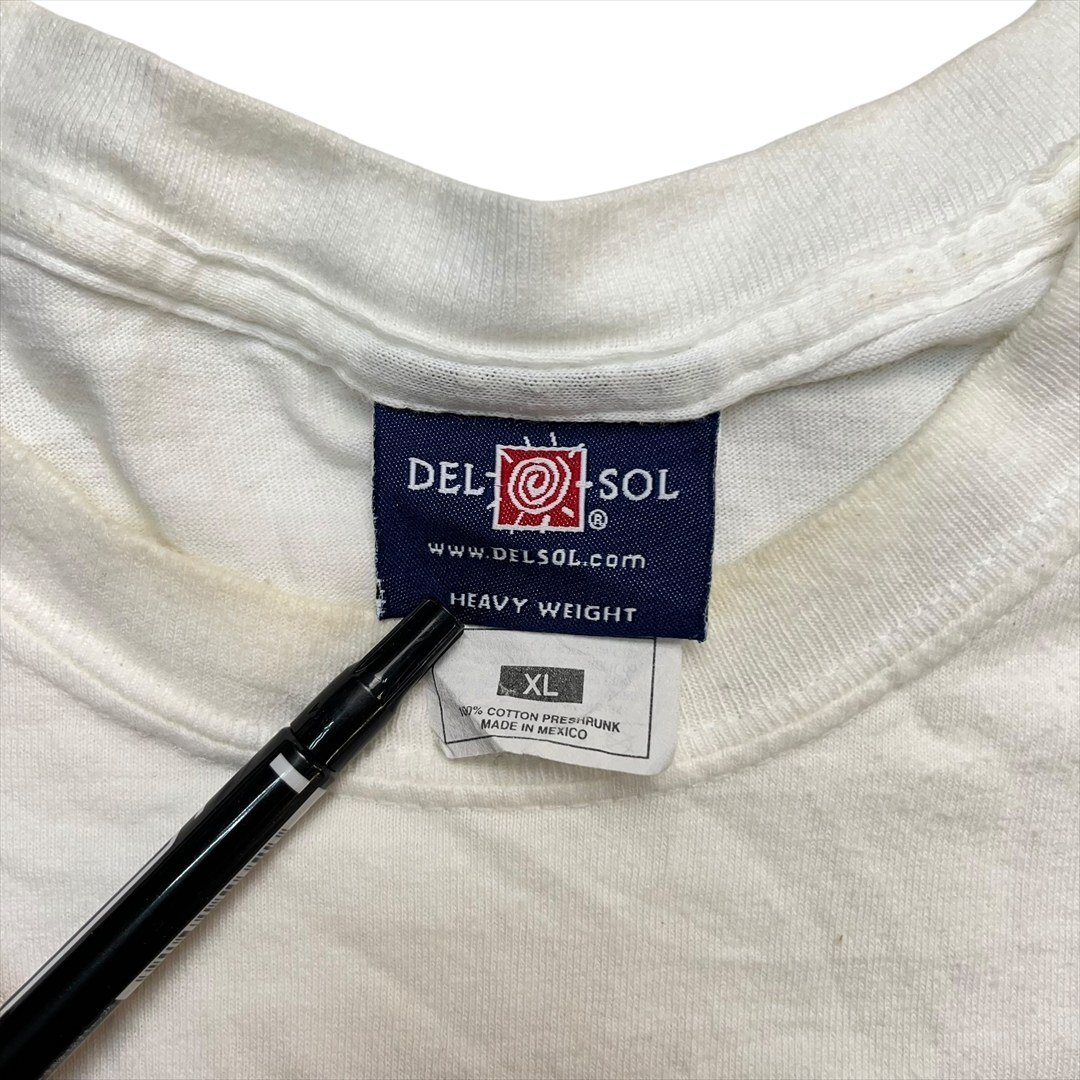 DEL SOL
®
www.DELSOL.com
HEAVY WEIGHT
XL
100% COTTON PRESHRUNK
MADE IN MEXICO